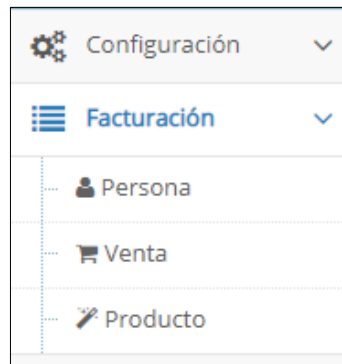 Configuración
Facturación
Persona
Venta
Producto